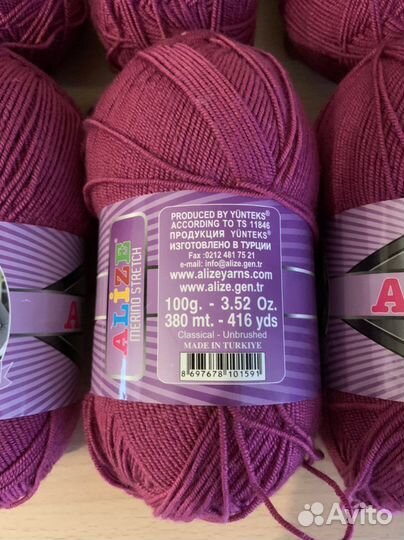 PRODUCED BY YÜNTEKS®
ACCORDING TO TS 11846
ПРОДУКЦИЯ YÜNTEKS®
ИЗГОТОВЛЕНО В ТУРЦИИ
Fax :0212 481 75 21
e-mail: info@alize.gen.tr
www.alizeyarns.com
www.alize.gen.tr
100g. - 3.52 Oz.
380 mt. - 416 yds
Classical - Unbrushed
MADE IN TURKIYE
8 697678 101591
ALİZE
MERINO STRETCH
A
A
Avito